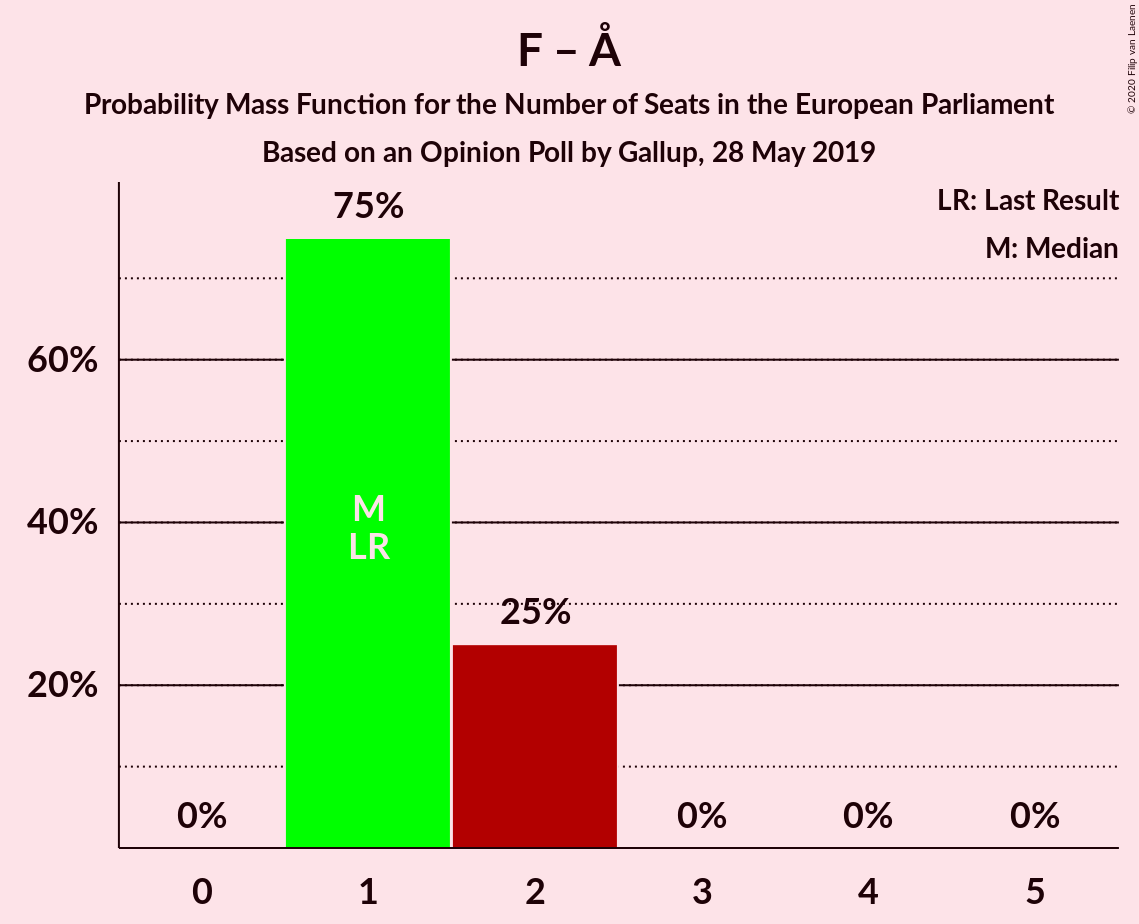 F – Å
Probability Mass Function for the Number of Seats in the European Parliament
Based on an Opinion Poll by Gallup, 28 May 2019
© 2020 Filip van Laenen
LR: Last Result
M: Median
75%
60%
M
40%
LR
25%
20%
0% 0% 0% 0%
0 1 2 3 4 5